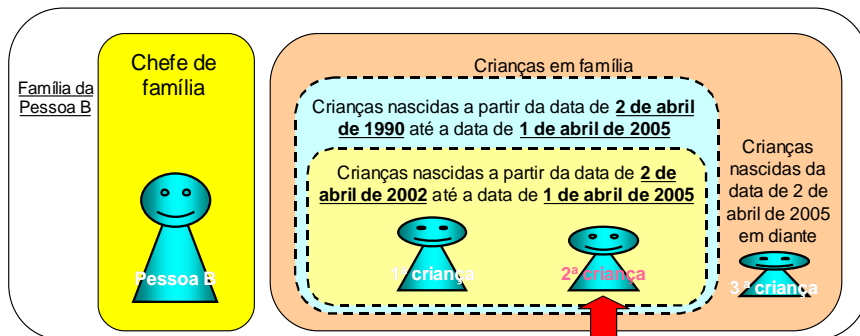 Família da
Pessoa B
Chefe de
família
Pessoa B
Crianças em família
Crianças nascidas a partir da data de 2 de abril
de 1990 até a data de 1 de abril de 2005
Crianças nascidas a partir da data de 2 de
abril de 2002 até a data de 1 de abril de 2005
1ª criança
2ª criança
Crianças
nascidas da
data de 2 de
abril de 2005
em diante
3ª criança